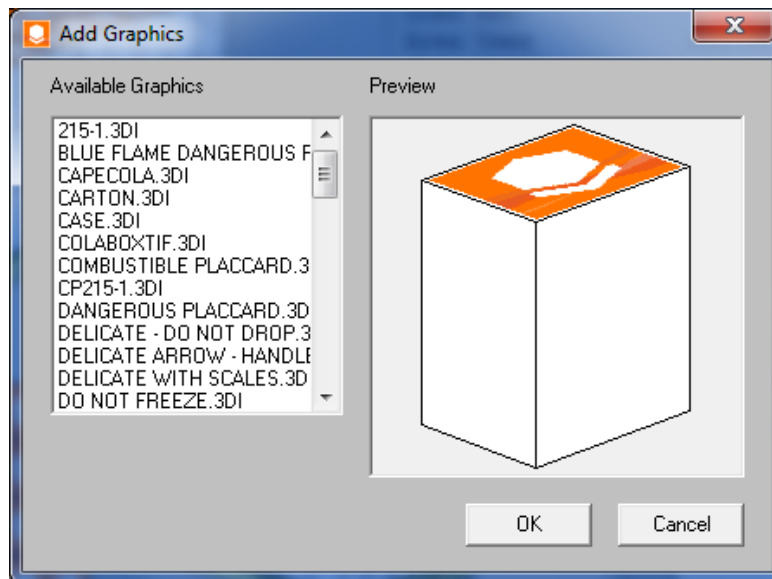 Add Graphics
Available Graphics
Preview
215-1.3DI
BLUE FLAME DANGEROUS F
CAPECOLA.3DI
CARTON.3DI
CASE.3DI
COLABOXTIF.3DI
COMBUSTIBLE PLACCARD.3
CP215-1.3DI
DANGEROUS PLACCARD.3D
DELICATE - DO NOT DROP.3
DELICATE ARROW - HANDLE
DELICATE WITH SCALES.3D
DO NOT FREEZE.3DI
OK
Cancel